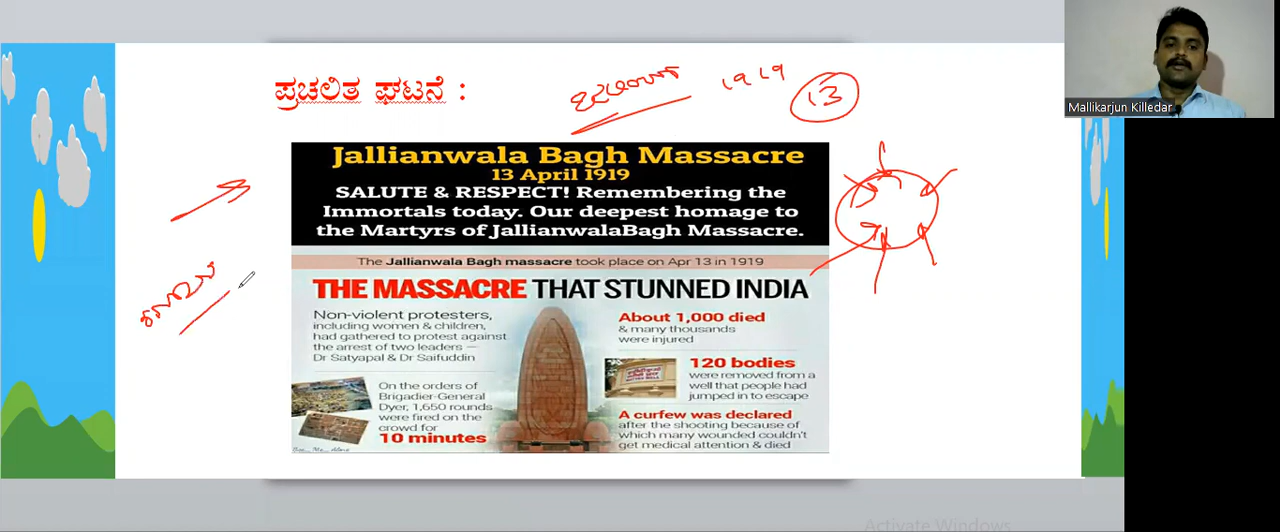 ಪ್ರಚಲಿತ ಘಟನೆ :
1919
13
Mallikarjun Killedar
Jallianwala Bagh Massacre
13 April 1919
SALUTE & RESPECT! Remembering the
Immortals today. Our deepest homage to
the Martyrs of JallianwalaBagh Massacre.
The Jallianwala Bagh massacre took place on Apr 13 in 1919
THE MASSACRE THAT STUNNED INDIA
Non-violent protesters,
including women & children,
had gathered to protest against
the arrest of two leaders —
Dr Satyapal & Dr Saifuddin
On the orders of
Brigadier-General
Dyer, 1,650 rounds
were fired on the
crowd for
10 minutes
About 1,000 died
& many thousands
were injured
120 bodies
were removed from a
well that people had
jumped in to escape
A curfew was declared
after the shooting because of
which many wounded couldn't
get medical attention & died
Activate Windows